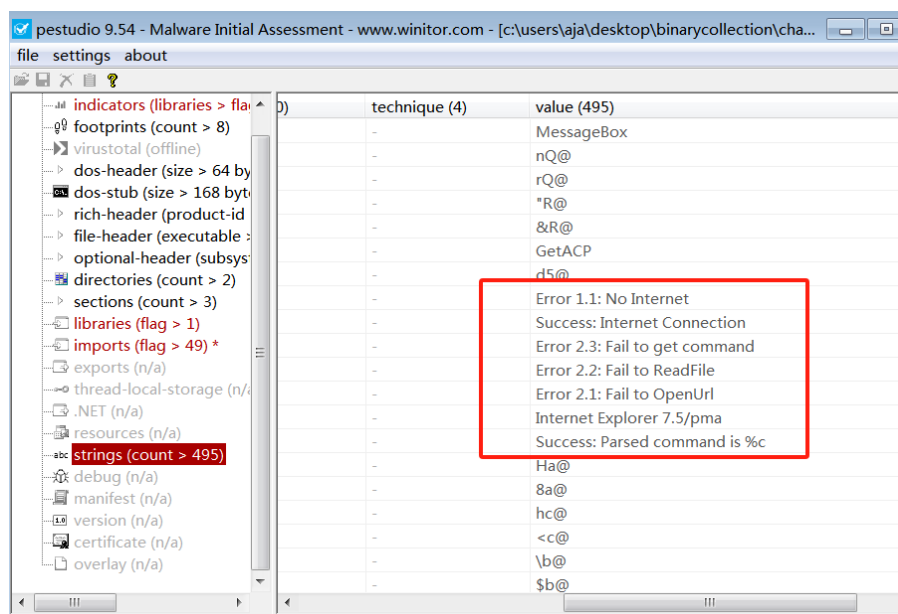 pestudio 9.54 - Malware Initial Assessment - www.winitor.com - [c:\users\aja\desktop\binarycollection\cha...
file settings about
indicators (libraries > fla
footprints (count > 8)
virustotal (offline)
dos-header (size > 64 by
dos-stub (size > 168 byt
rich-header (product-id
file-header (executable >
optional-header (subsys
directories (count > 2)
sections (count > 3)
libraries (flag > 1)
imports (flag > 49) *
exports (n/a)
thread-local-storage (n/a
.NET (n/a)
resources (n/a)
abc strings (count > 495)
debug (n/a)
manifest (n/a)
1.0 version (n/a)
certificate (n/a)
overlay (n/a)
0) technique (4) value (495)
- MessageBox
- nQ@
- rQ@
- "R@
- &R@
- GetACP
- d5@
- Error 1.1: No Internet
- Success: Internet Connection
- Error 2.3: Fail to get command
- Error 2.2: Fail to ReadFile
- Error 2.1: Fail to OpenUrl
- Internet Explorer 7.5/pma
- Success: Parsed command is %c
- Ha@
- 8a@
- hc@
- <c@
- \b@
- $b@